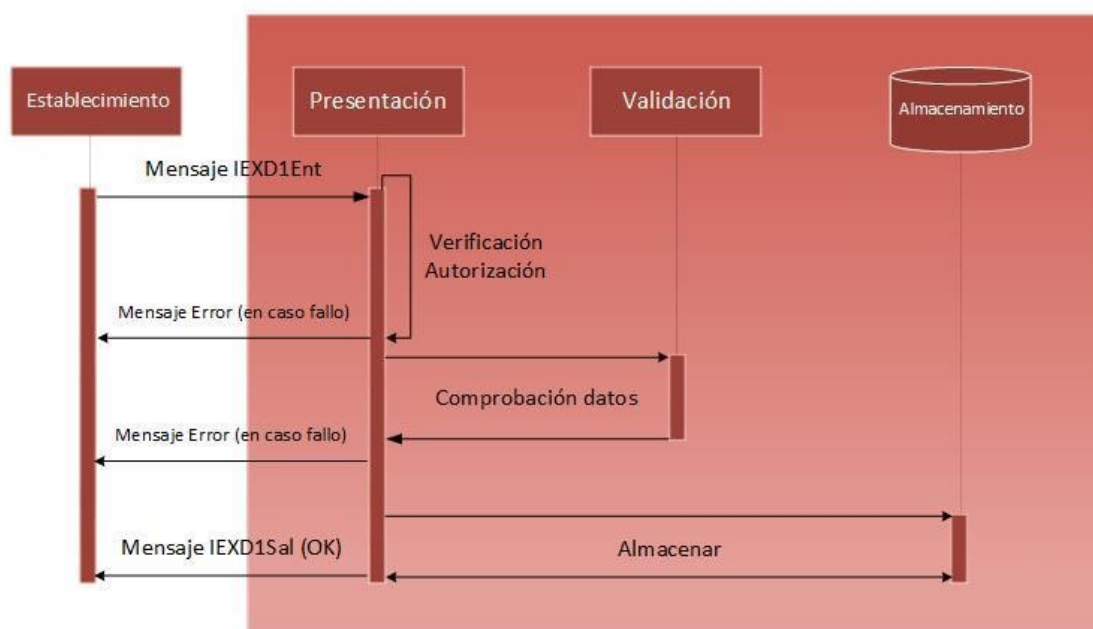 Establecimiento
Presentación
Validación
Almacenamiento
Mensaje IEXD1Ent
Verificación
Autorización
Mensaje Error (en caso fallo)
Comprobación datos
Mensaje Error (en caso fallo)
Mensaje IEXD1Sal (OK)
Almacenar